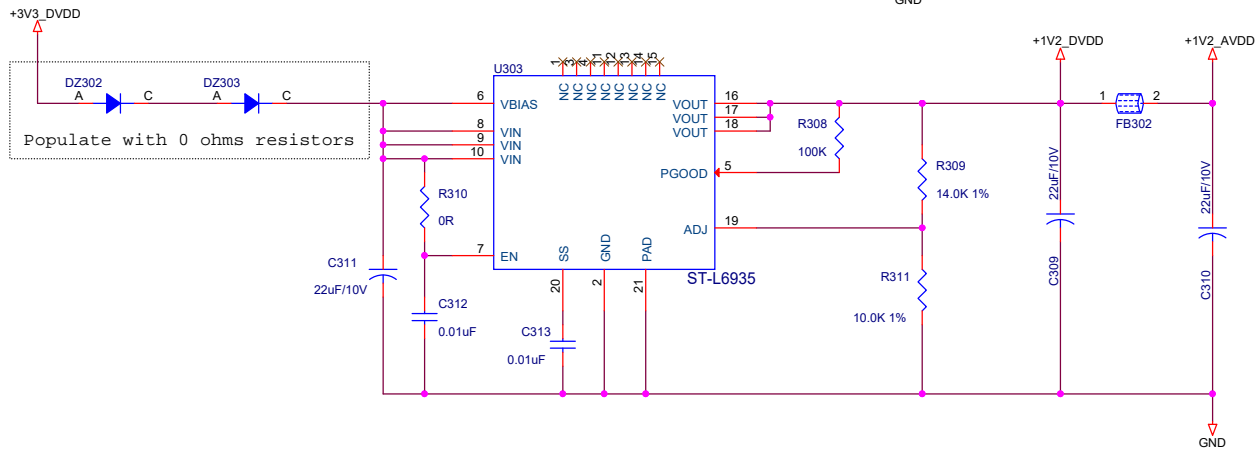 GND
+3V3_DVDD
+1V2_DVDD
+1V2_AVDD
DZ302
DZ303
A
C
A
C
Populate with 0 ohms resistors
U303
1
3
4
11
12
13
14
15
NC
NC
NC
NC
NC
NC
NC
NC
6
VBIAS
8
VIN
9
VIN
10
VIN
7
EN
VOUT
16
VOUT
17
VOUT
18
PGOOD
5
ADJ
19
SS
GND
PAD
20
2
21
ST-L6935
R308
100K
R309
14.0K 1%
R310
0R
R311
10.0K 1%
1
2
FB302
22uF/10V
C309
22uF/10V
C310
C311
22uF/10V
C312
0.01uF
C313
0.01uF
GND